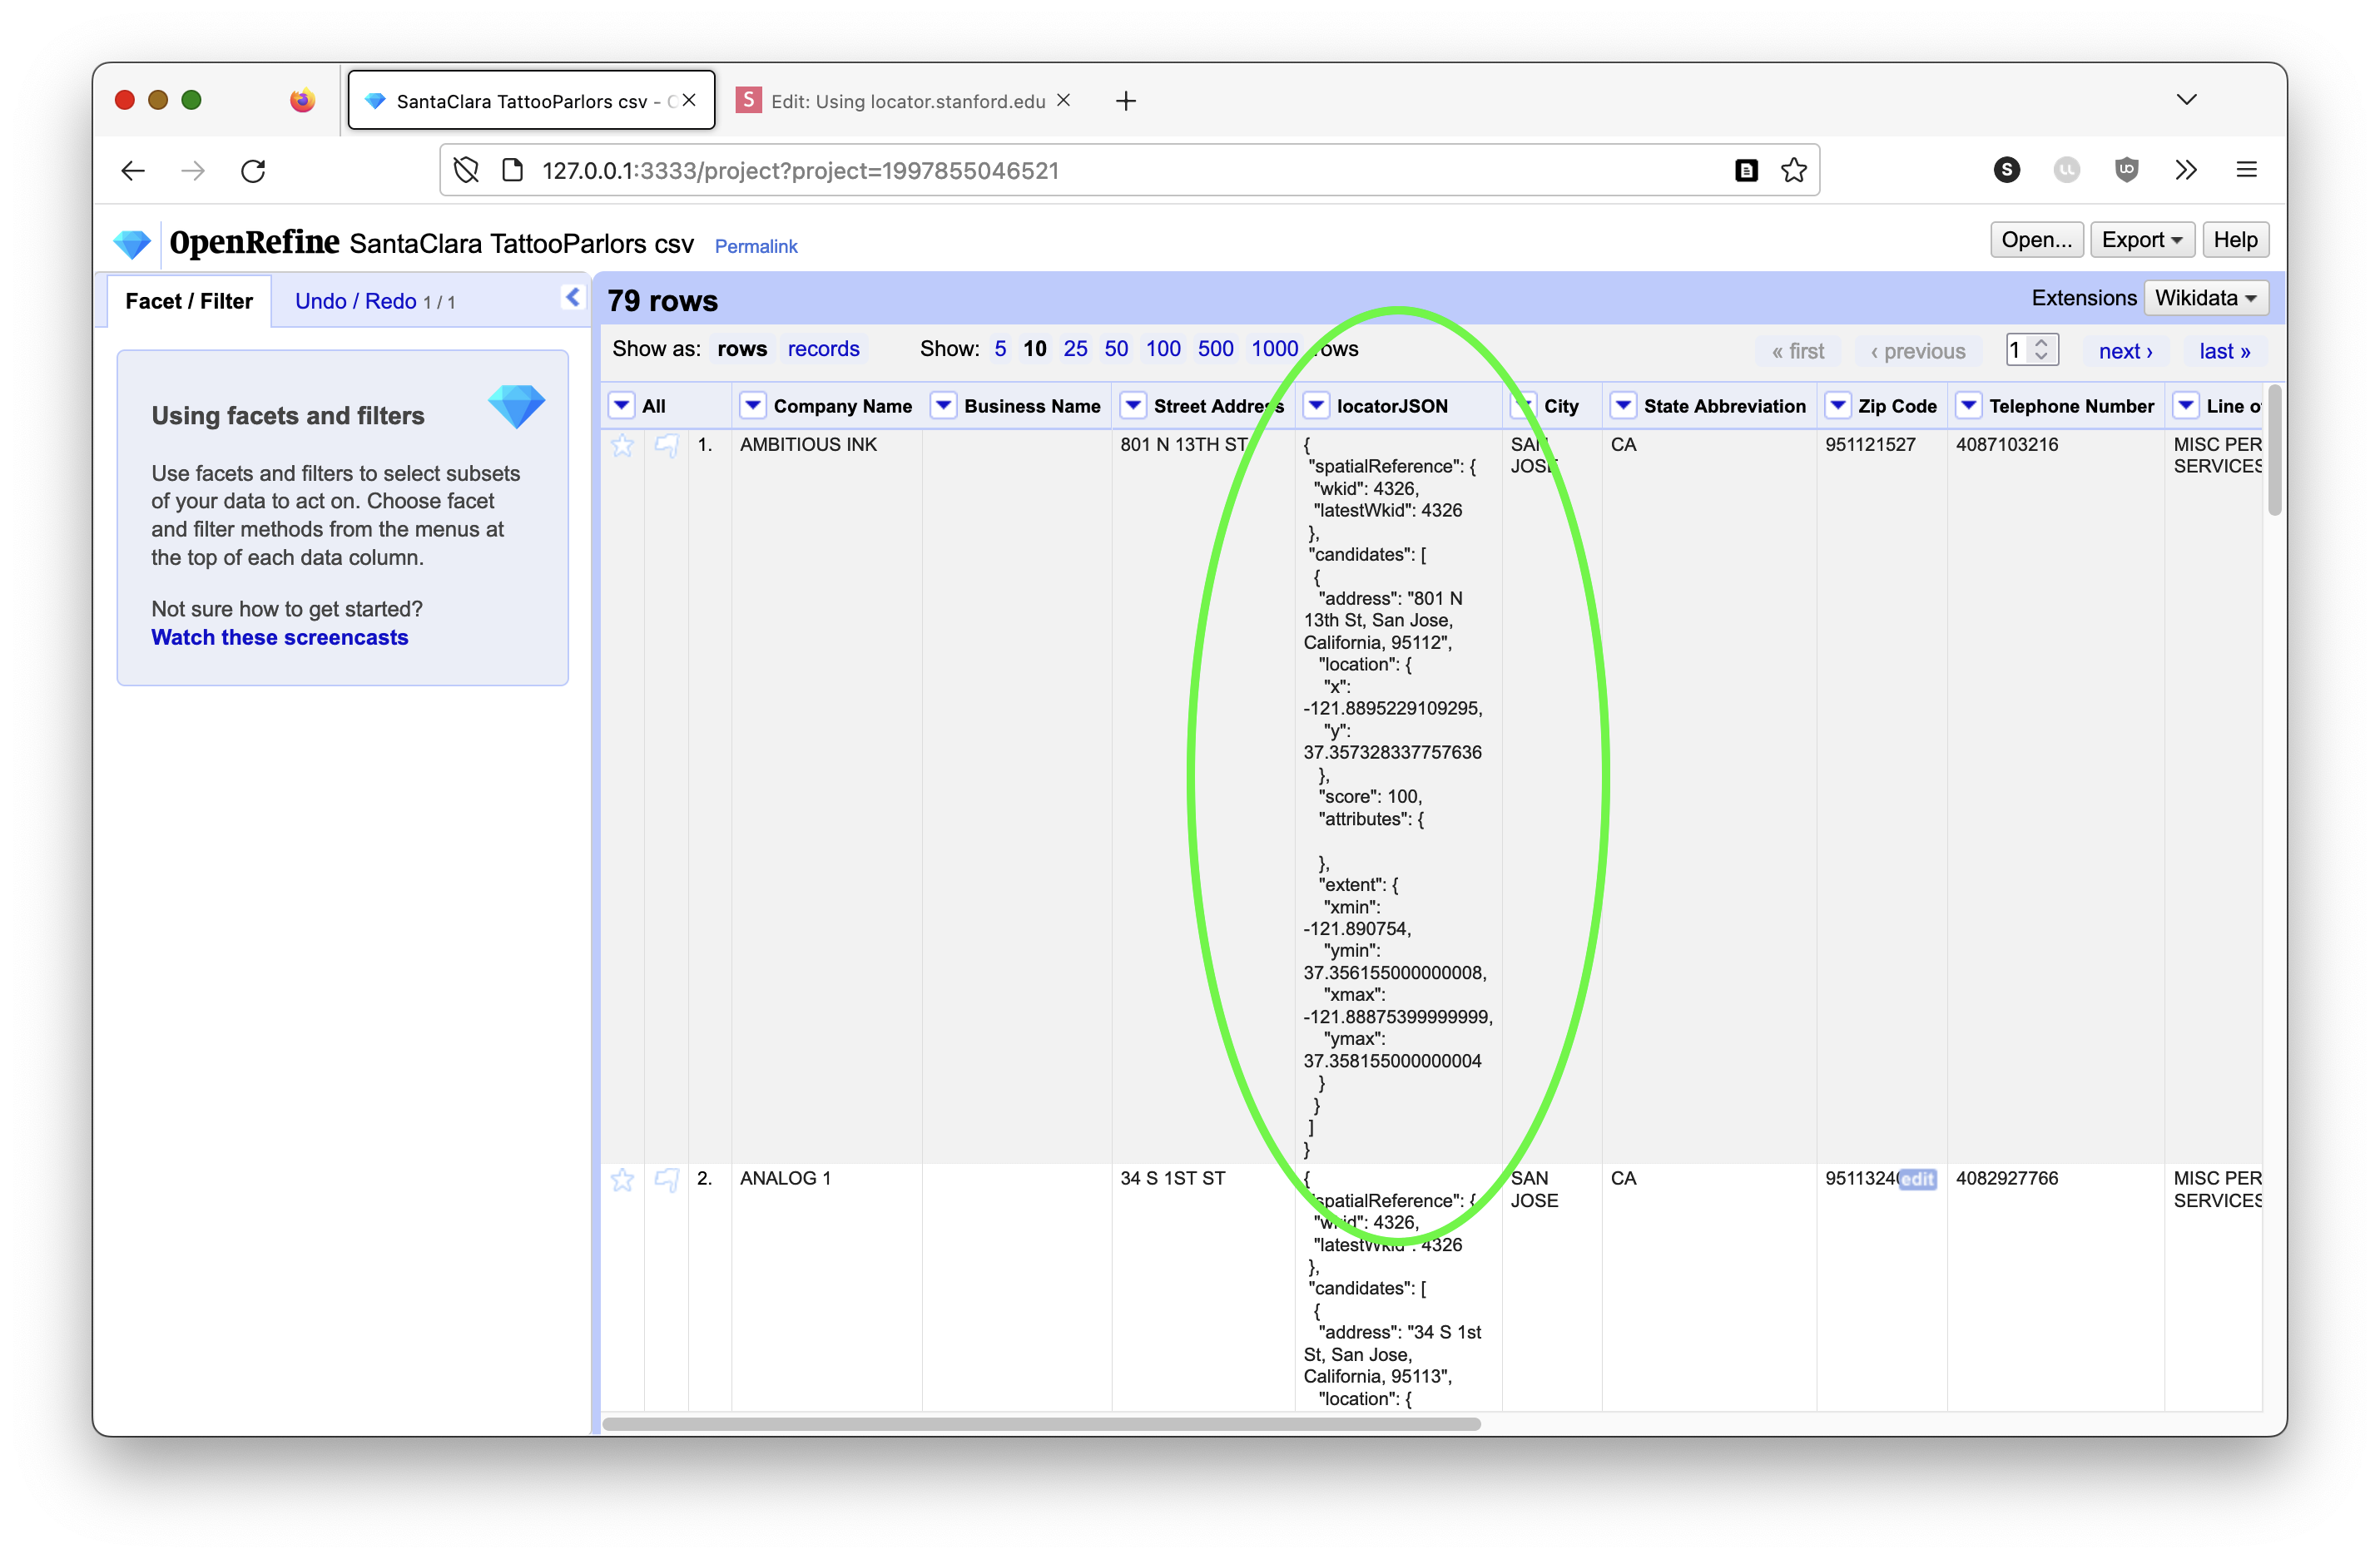 SantaClara TattooParlors csv -
S Edit: Using locator.stanford.edu
127.0.0.1:3333/project?project=1997855046521
OpenRefine SantaClara TattooParlors csv Permalink
Open... Export Help
Facet / Filter Undo / Redo 1 / 1
79 rows
Extensions Wikidata
Show as: rows records Show: 5 10 25 50 100 500 1000 rows
« first ‹ previous 1 next › last »
Using facets and filters
Use facets and filters to select subsets
of your data to act on. Choose facet
and filter methods from the menus at
the top of each data column.
Not sure how to get started?
Watch these screencasts
All Company Name Business Name Street Address locatorJSON City State Abbreviation Zip Code Telephone Number Line
1. AMBITIOUS INK 801 N 13TH ST { SAN CA 951121527 4087103216 MISC PER
"spatialReference": { JOSE SERVICES
"wkid": 4326,
"latestWkid": 4326
},
"candidates": [
{
"address": "801 N
13th St, San Jose,
California, 95112",
"location": {
"x":
-121.8895229109295,
"y":
37.357328337757636
},
"score": 100,
"attributes": {
},
"extent": {
"xmin":
-121.890754,
"ymin":
37.356155000000008,
"xmax":
-121.88875399999999,
"ymax":
37.358155000000004
}
}
]
}
2. ANALOG 1 34 S 1ST ST { SAN CA 95113240 edit 4082927766 MISC PER
"spatialReference": { JOSE SERVICES
"wkid": 4326,
"latestWkid": 4326
},
"candidates": [
{
"address": "34 S 1st
St, San Jose,
California, 95113",
"location": {